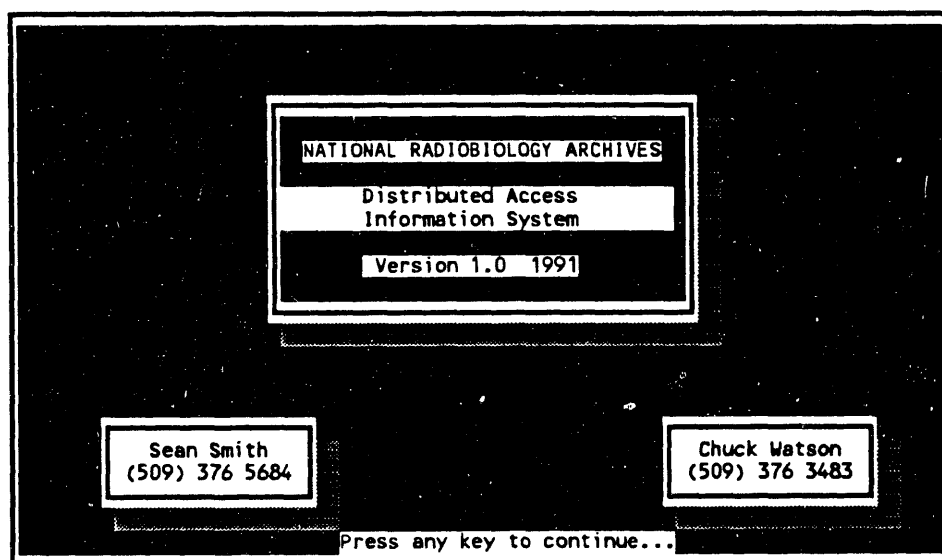 NATIONAL RADIOBIOLOGY ARCHIVES
Distributed Access
Information System
Version 1.0 1991
Sean Smith
(509) 376 5684
Chuck Watson
(509) 376 3483
Press any key to continue...